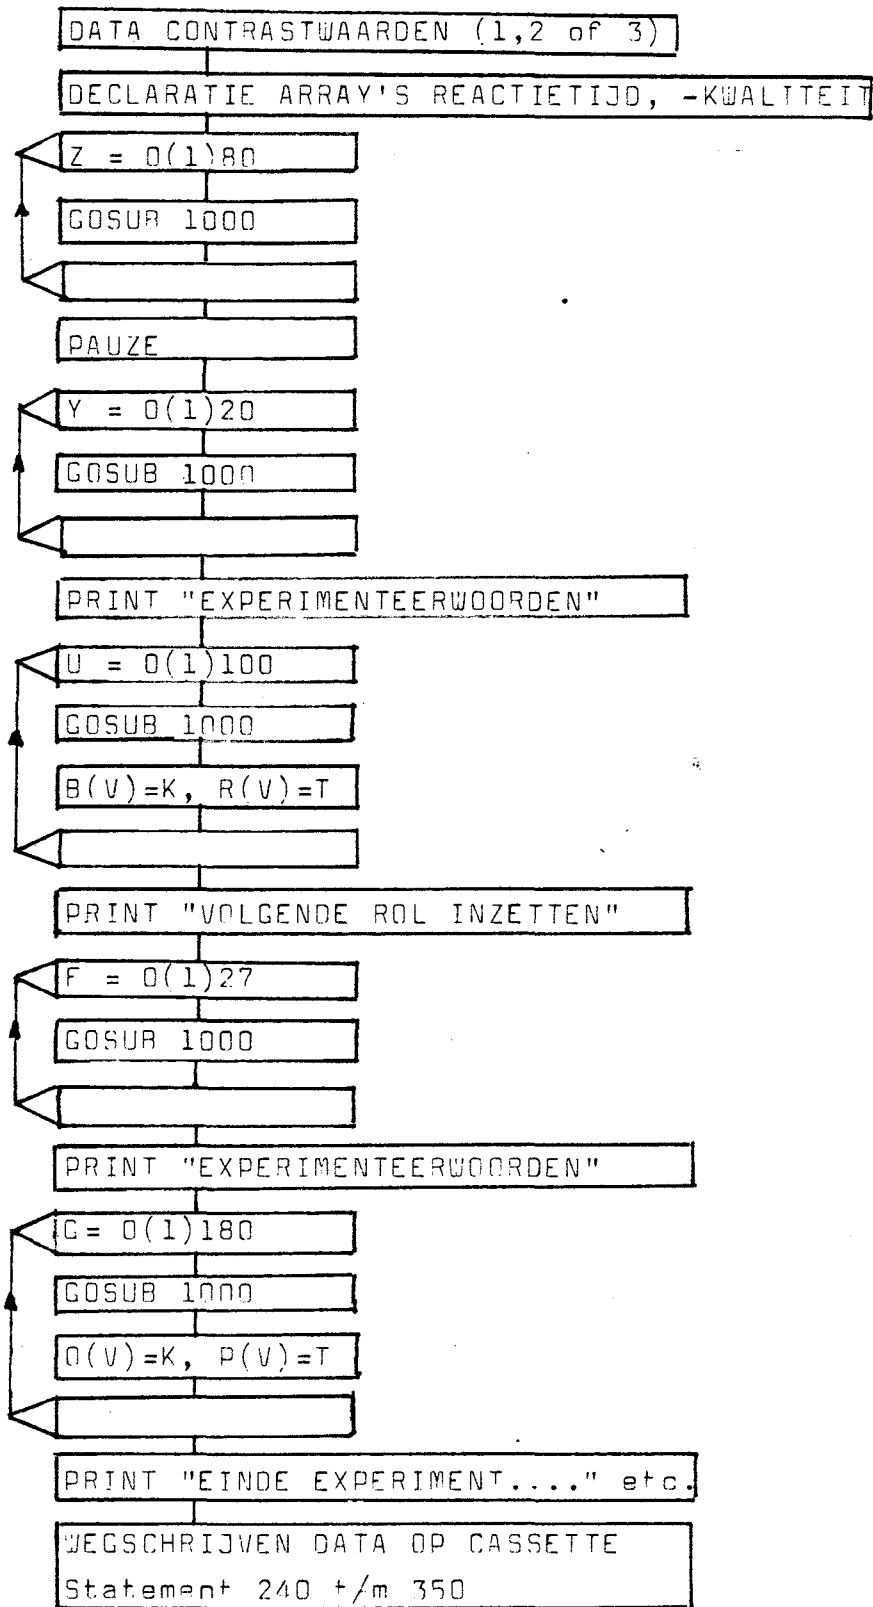 DATA CONTRASTWAARDEN (1,2 of 3)
DECLARATIE ARRAY'S REACTIETIJD, -KWALITEIT
Z = 0(1)80
GOSUB 1000
PAUZE
Y = 0(1)20
GOSUB 1000
PRINT "EXPERIMENTEERWOORDEN"
U = 0(1)100
GOSUB 1000
B(V)=K, R(V)=T
PRINT "VOLGENDE ROL INZETTEN"
F = 0(1)27
GOSUB 1000
PRINT "EXPERIMENTEERWOORDEN"
G= 0(1)180
GOSUB 1000
O(V)=K, P(V)=T
PRINT "EINDE EXPERIMENT...." etc.
WEGSCHRIJVEN DATA OP CASSETTE
Statement 240 t/m 350